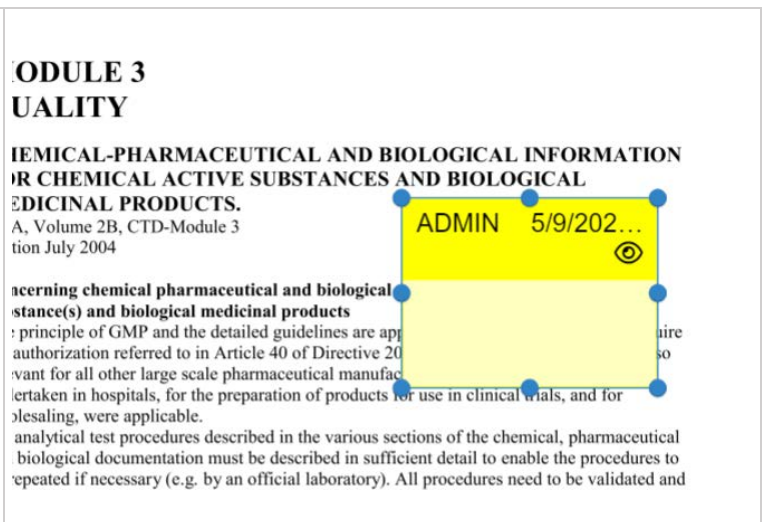 ODULE 3
UALITY
EMICAL-PHARMACEUTICAL AND BIOLOGICAL INFORMATION
R CHEMICAL ACTIVE SUBSTANCES AND BIOLOGICAL
EDICINAL PRODUCTS.
A, Volume 2B, CTD-Module 3
ADMIN 5/9/202...
tion July 2004
ncerning chemical pharmaceutical and biological
stance(s) and biological medicinal products
principle of GMP and the detailed guidelines are app uire
authorization referred to in Article 40 of Directive 20 so
vant for all other large scale pharmaceutical manufac
ertaken in hospitals, for the preparation of products for use in clinical trials, and for
olesaling, were applicable.
analytical test procedures described in the various sections of the chemical, pharmaceutical
biological documentation must be described in sufficient detail to enable the procedures to
repeated if necessary (e.g. by an official laboratory). All procedures need to be validated and